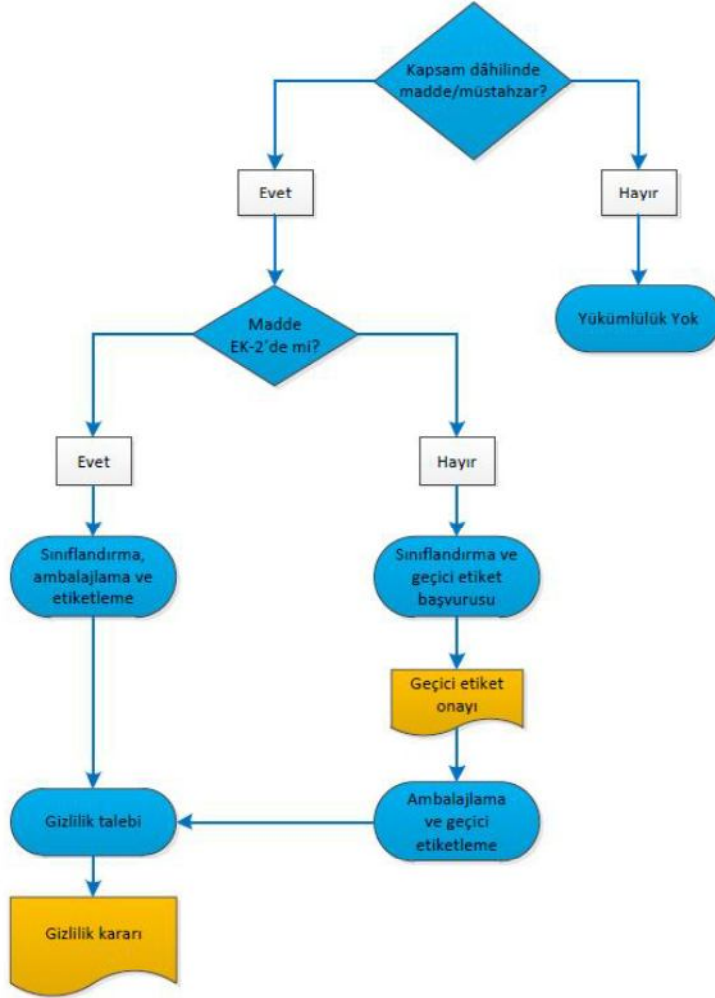 Kapsam dâhilinde
madde/müstahzar?
Evet
Hayır
Yükümlülük Yok
Madde
EK-2'de mi?
Evet
Hayır
Sınıflandırma,
ambalajlama ve
etiketleme
Sınıflandırma ve
geçici etiket
başvurusu
Geçici etiket
onayı
Gizlilik talebi
Ambalajlama
ve geçici
etiketleme
Gizlilik kararı